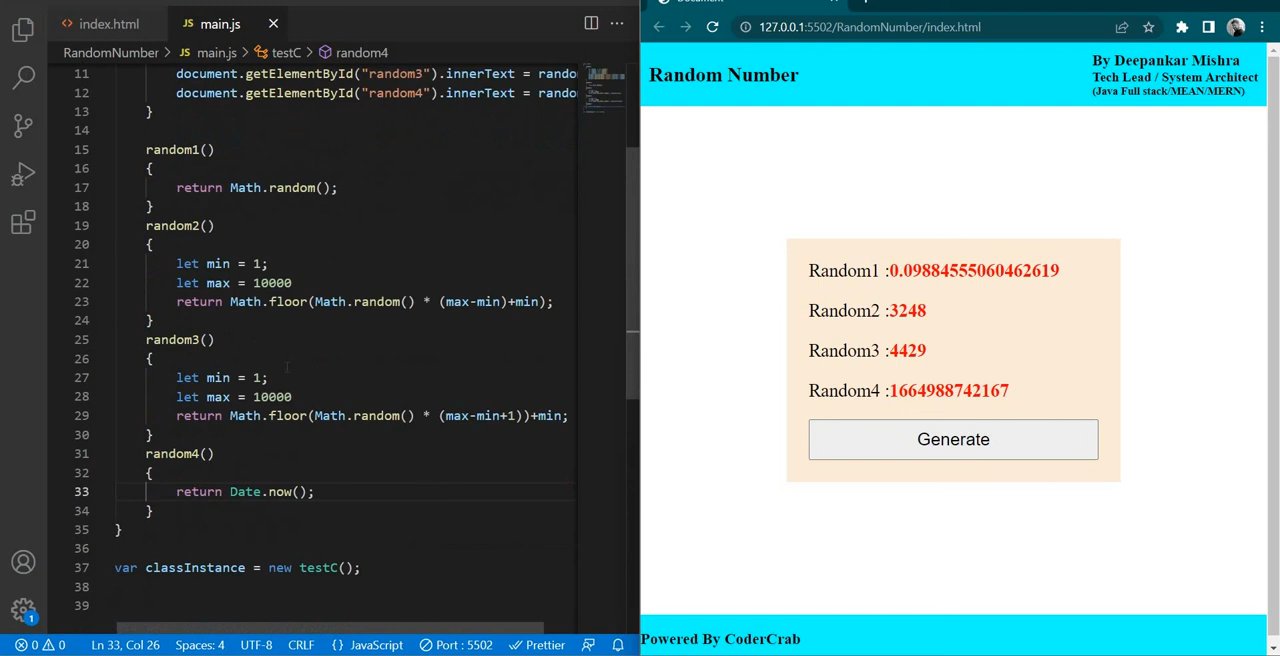 index.html
JS main.js
RandomNumber > JS main.js > testC > random4
11 document.getElementById("random3").innerText = rando
12 document.getElementById("random4").innerText = rando
13 }
14
15 random1()
16 {
17 return Math.random();
18 }
19 random2()
20 {
21 let min = 1;
22 let max = 10000
23 return Math.floor(Math.random() * (max-min)+min);
24 }
25 random3()
26 {
27 let min = 1;
28 let max = 10000
29 return Math.floor(Math.random() * (max-min+1))+min;
30 }
31 random4()
32 {
33 return Date.now();
34 }
35 }
36
37 var classInstance = new testC();
38
39
1
0 0 Ln 33, Col 26 Spaces: 4 UTF-8 CRLF {} JavaScript Port : 5502 Prettier
127.0.0.1:5502/RandomNumber/index.html
Random Number
By Deepankar Mishra
Tech Lead / System Architect
(Java Full stack/MEAN/MERN)
Random1 :0.09884555060462619
Random2 :3248
Random3 :4429
Random4 :1664988742167
Generate
Powered By CoderCrab